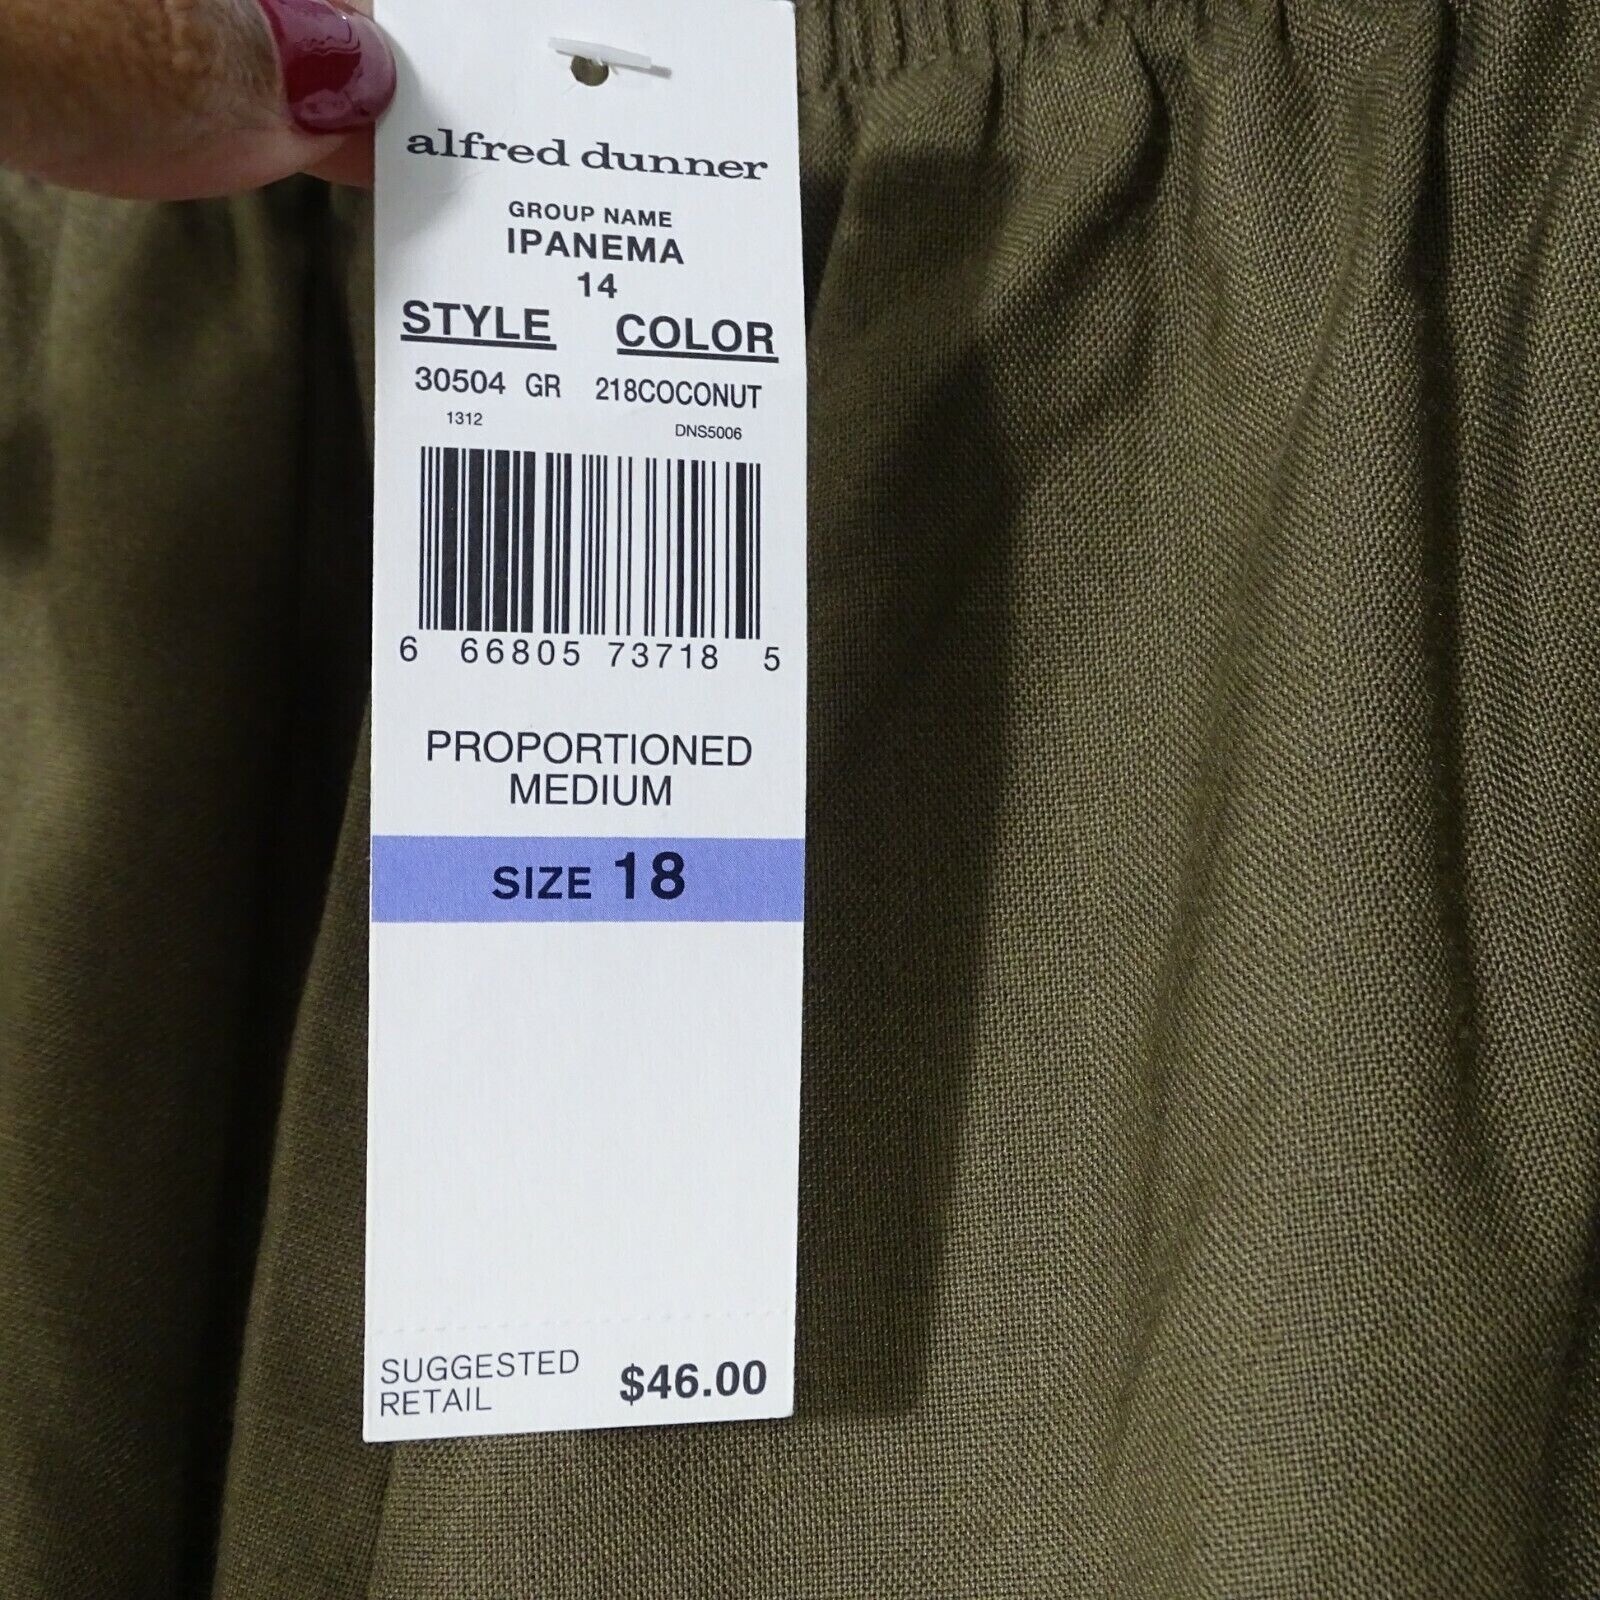 alfred dunner
GROUP NAME
IPANEMA
14
STYLE COLOR
30504 GR 218COCONUT
1312 DNS5006
6 66805 73718 5
PROPORTIONED
MEDIUM
SIZE 18
SUGGESTED
RETAIL $46.00